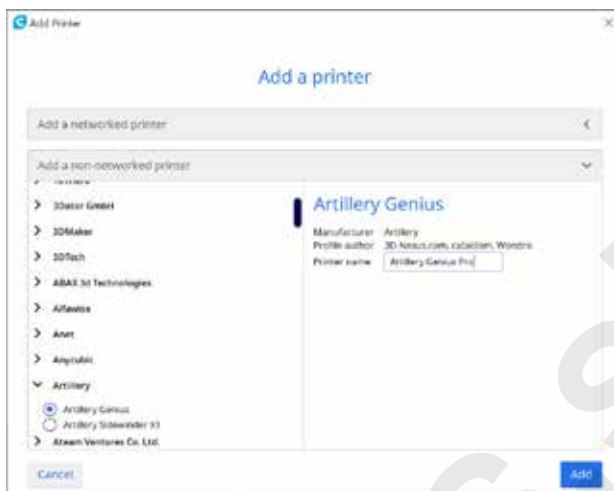 Add Printer
Add a printer
Add a networked printer
Add a non-networked printer
3Dator GmbH
3DMaker
3DTech
ABAX 3d Technologies
Alfawise
Anet
Anycubic
Artillery
Artillery Genius
Artillery Sidewinder X1
Ateam Ventures Co. Ltd.
Artillery Genius
Manufacturer Artillery
Profile author 3D-Nexus.com, cataclism, Wondro
Printer name Artillery Genius Pro
Cancel
Add